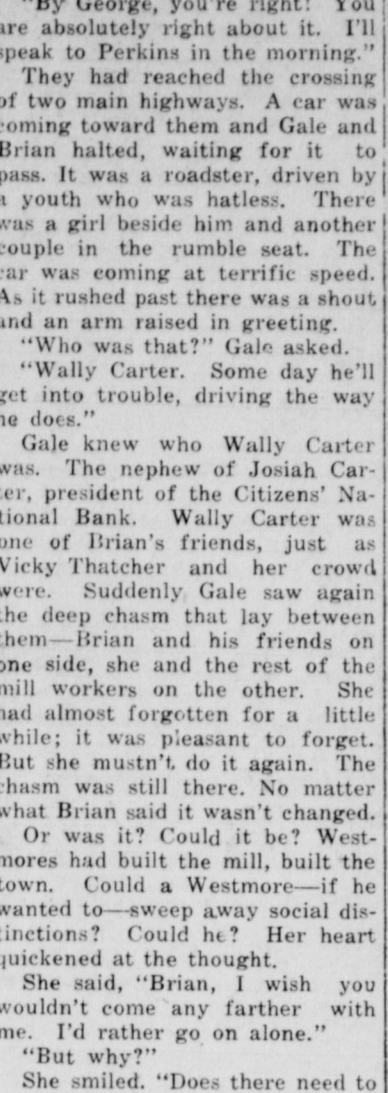 "By George, you're right! You
are absolutely right about it. I'll
speak to Perkins in the morning."
They had reached the crossing
of two main highways. A car was
coming toward them and Gale and
Brian halted, waiting for it to
pass. It was a roadster, driven by
a youth who was hatless. There
was a girl beside him and another
couple in the rumble seat. The
car was coming at terrific speed.
As it rushed past there was a shout
and an arm raised in greeting.
"Who was that?" Gale asked.
"Wally Carter. Some day he'll
get into trouble, driving the way
he does."
Gale knew who Wally Carter
was. The nephew of Josiah Car-
ter, president of the Citizens' Na-
tional Bank. Wally Carter was
one of Brian's friends, just as
Vicky Thatcher and her crowd
were. Suddenly Gale saw again
the deep chasm that lay between
them—Brian and his friends on
one side, she and the rest of the
mill workers on the other. She
had almost forgotten for a little
while; it was pleasant to forget.
But she mustn't do it again. The
chasm was still there. No matter
what Brian said it wasn't changed.
Or was it? Could it be? West-
mores had built the mill, built the
town. Could a Westmore—if he
wanted to—sweep away social dis-
tinctions? Could he? Her heart
quickened at the thought.
She said, "Brian, I wish you
wouldn't come any farther with
me. I'd rather go on alone."
"But why?"
She smiled. "Does there need to